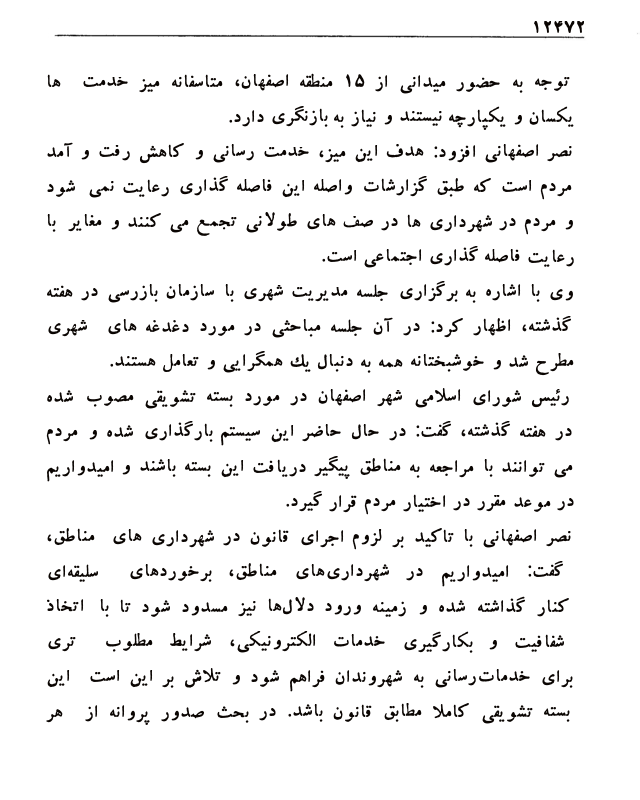 ۱۲۴۷۲
توجه به حضور میدانی از ۱۵ منطقه اصفهان، متاسفانه میز خدمت ها
یکسان و یکپارچه نیستند و نیاز به بازنگری دارد.
نصر اصفهانی افزود: هدف این میز، خدمت رسانی و کاهش رفت و آمد
مردم است که طبق گزارشات واصله این فاصله گذاری رعایت نمی شود
و مردم در شهرداری ها در صف های طولانی تجمع می کنند و مغایر با
رعایت فاصله گذاری اجتماعی است.
وی با اشاره به برگزاری جلسه مدیریت شهری با سازمان بازرسی در هفته
گذشته، اظهار کرد: در آن جلسه مباحثی در مورد دغدغه های شهری
مطرح شد و خوشبختانه همه به دنبال یك همگرایی و تعامل هستند.
رئیس شورای اسلامی شهر اصفهان در مورد بسته تشویقی مصوب شده
در هفته گذشته، گفت: در حال حاضر این سیستم بارگذاری شده و مردم
می توانند با مراجعه به مناطق پیگیر دریافت این بسته باشند و امیدواریم
در موعد مقرر در اختیار مردم قرار گیرد.
نصر اصفهانی با تاکید بر لزوم اجرای قانون در شهرداری های مناطق،
گفت: امیدواریم در شهرداری‌های مناطق، برخوردهای سلیقه‌ای
کنار گذاشته شده و زمینه ورود دلال‌ها نیز مسدود شود تا با اتخاذ
شفافیت و بکارگیری خدمات الکترونیکی، شرایط مطلوب تری
برای خدمات‌رسانی به شهروندان فراهم شود و تلاش بر این است این
بسته تشویقی کاملا مطابق قانون باشد. در بحث صدور پروانه از هر